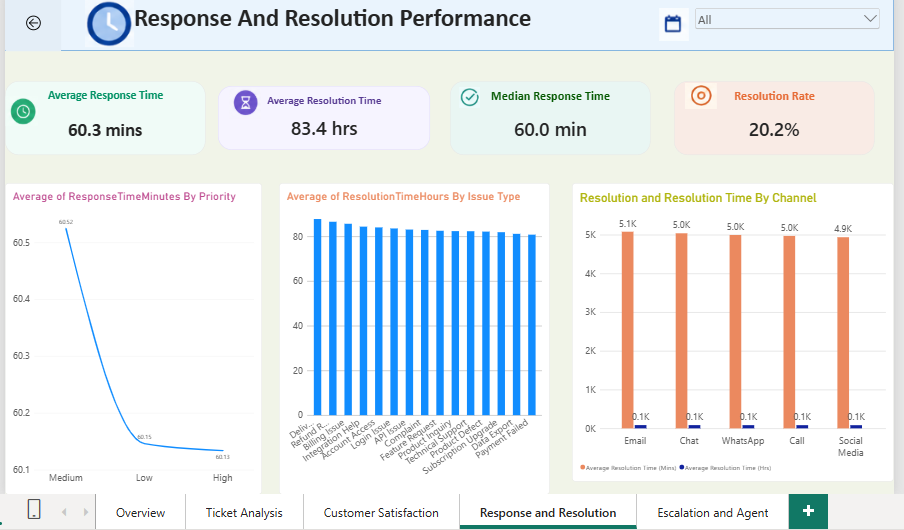 Response And Resolution Performance
All
Average Response Time
60.3 mins
Average Resolution Time
83.4 hrs
Median Response Time
60.0 min
Resolution Rate
20.2%
Average of ResponseTimeMinutes By Priority
60.52
60.5
60.4
60.3
60.2
60.15
60.13
60.1
Medium Low High
Average of ResolutionTimeHours By Issue Type
80
60
40
20
0
Deliv...
Refund R...
Billing Issue
Integration Help
Account Access
Login Issue
API Issue
Complaint
Feature Request
Product Inquiry
Technical Support
Product Defect
Subscription Upgrade
Data Export
Payment Failed
Resolution and Resolution Time By Channel
5.1K 5.0K 5.0K 5.0K 4.9K
5K
4K
3K
2K
1K
0.1K 0.1K 0.1K 0.1K 0.1K
0K
Email Chat WhatsApp Call Social
Media
Average Resolution Time (Mins) Average Resolution Time (Hrs)
Overview Ticket Analysis Customer Satisfaction Response and Resolution Escalation and Agent +